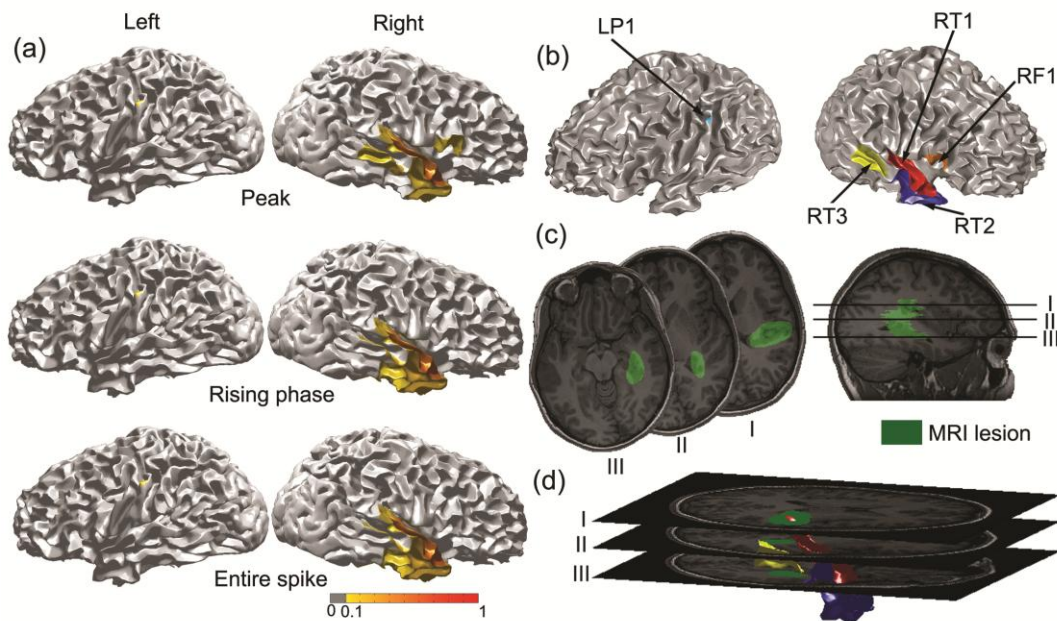 Left
Right
(a)
Peak
Rising phase
Entire spike
0 0.1 1
(b)
LP1
RT1
RF1
RT3
RT2
(c)
III
II
I
I
II
III
MRI lesion
(d)
I
II
III